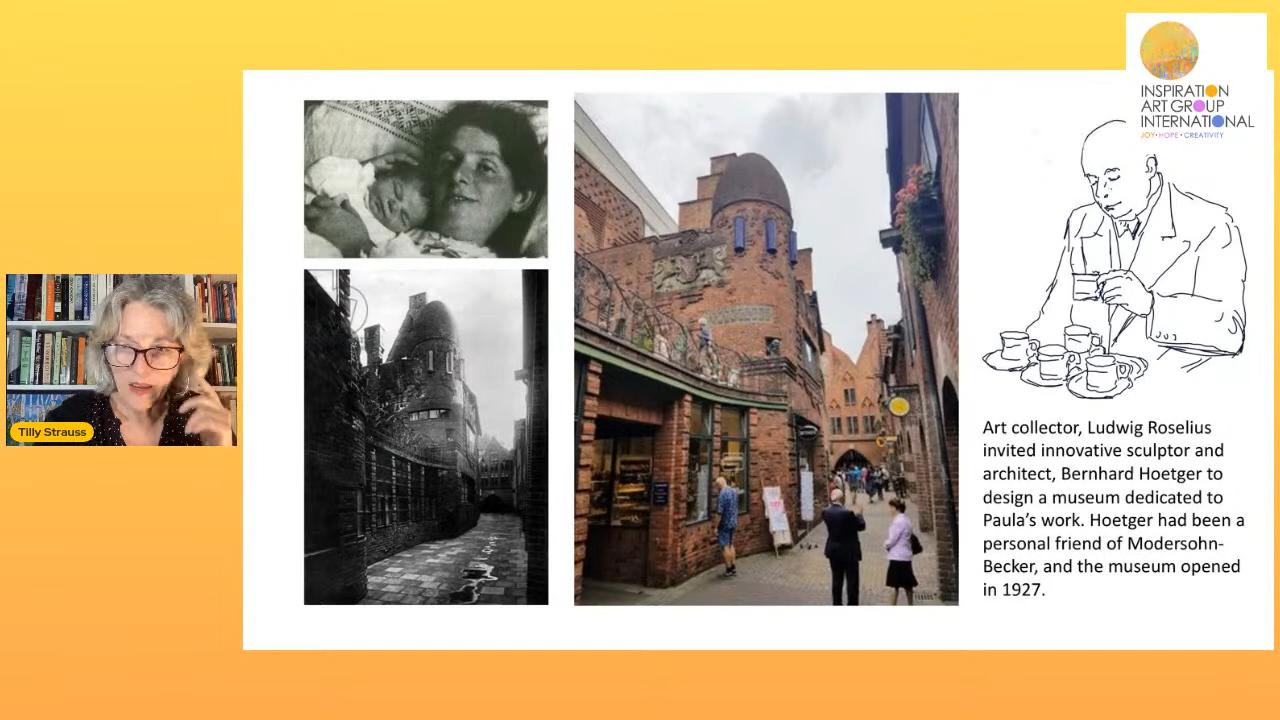 INSPIRATION
ART GROUP
INTERNATIONAL
JOY • HOPE • CREATIVITY
Tilly Strauss
Art collector, Ludwig Roselius
invited innovative sculptor and
architect, Bernhard Hoetger to
design a museum dedicated to
Paula’s work. Hoetger had been a
personal friend of Modersohn-
Becker, and the museum opened
in 1927.